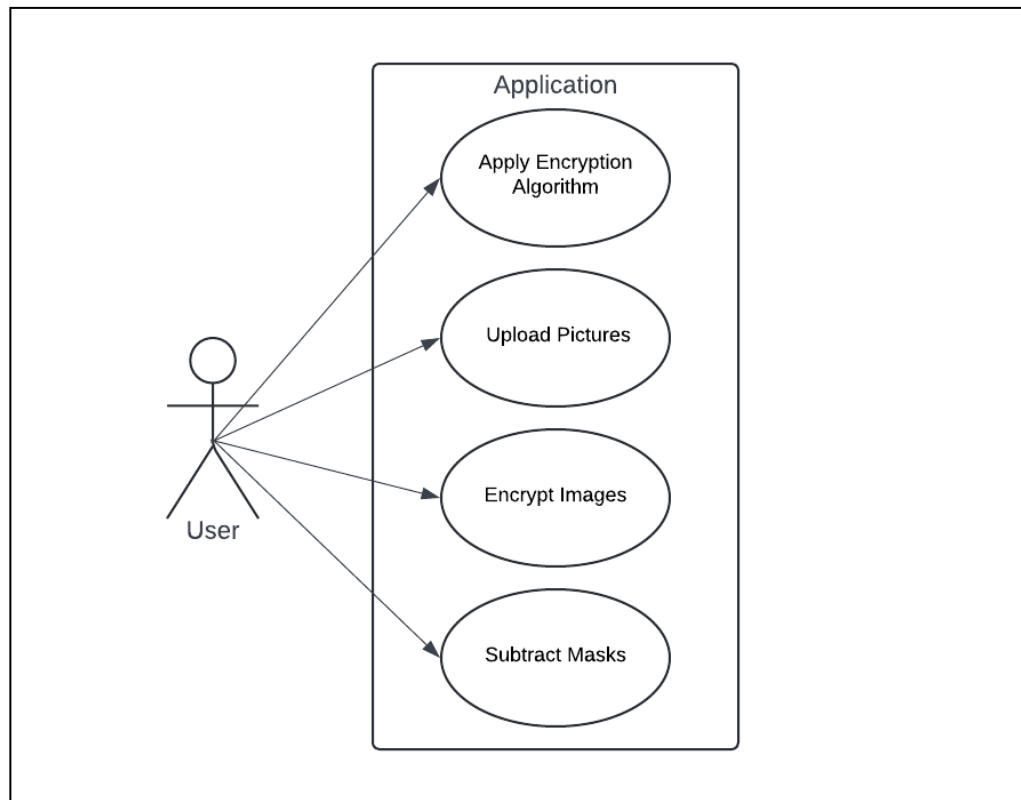 Application
Apply Encryption
Algorithm
Upload Pictures
Encrypt Images
User
Subtract Masks